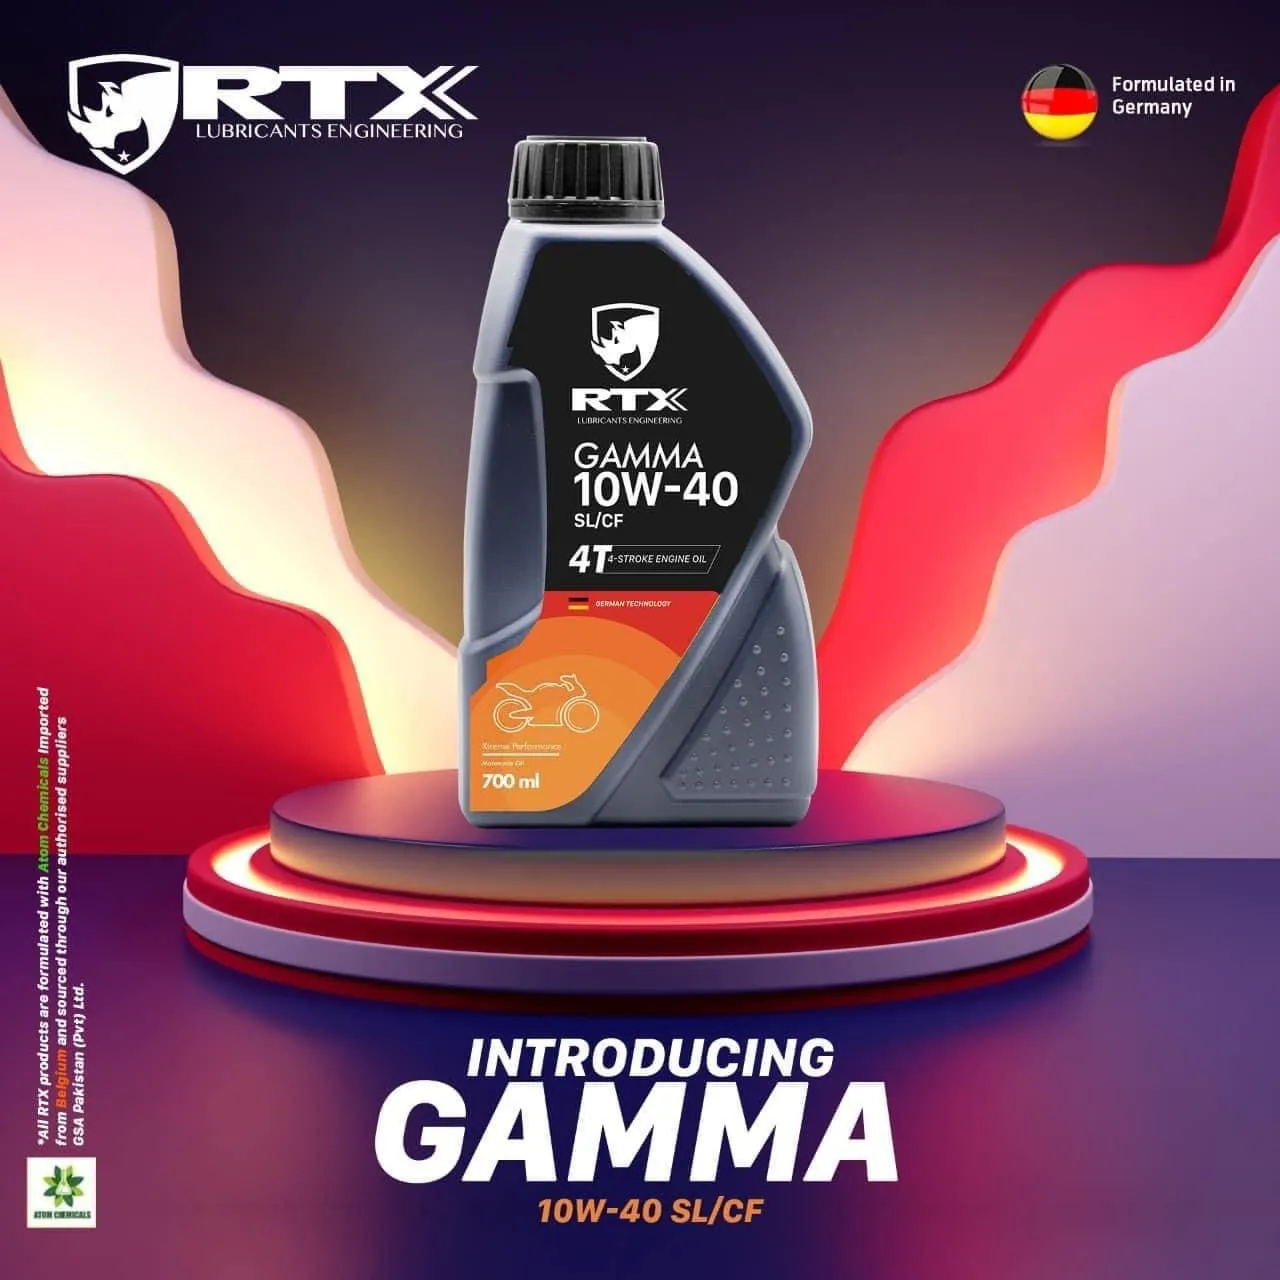 RTX
LUBRICANTS ENGINEERING
Formulated in
Germany
RTX
LUBRICANTS ENGINEERING
GAMMA
10W-40
SL/CF
4T 4-STROKE ENGINE OIL
GERMAN TECHNOLOGY
Xtreme Performance
Motorcycle Oil
700 ml
*All RTX products are formulated with Atom Chemicals Imported
from Belgium and sourced through our authorised suppliers
GSA Pakistan (Pvt) Ltd.
ATOM CHEMICALS
INTRODUCING
GAMMA
10W-40 SL/CF